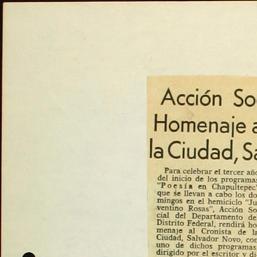 Acción So
Homenaje a
la Ciudad, Sa
Para celebrar el tercer año
del inicio de los programa
"Poesía en Chapultepec"
que se llevan a cabo los do
mingos en el hemiciclo "Ju
ventino Rosas", Acción So
cial del Departamento de
Distrito Federal, rendirá ho
menaje al Cronista de la
Ciudad, Salvador Novo, con
uno de dichos programas
dirigido por el escritor y di